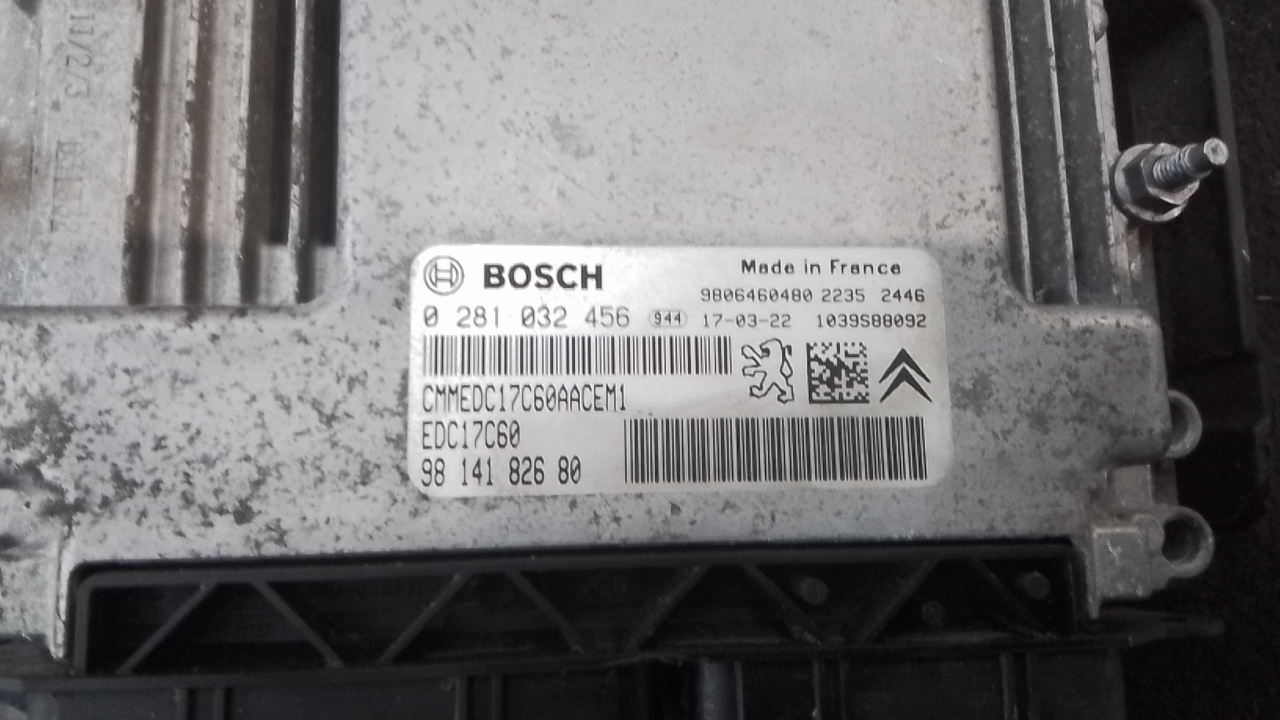 BOSCH
Made in France
9806460480 2235 2446
0 281 032 456 944 17-03-22 1039S88092
CMMEDC17C60AACEM1
EDC17C60
98 141 826 80